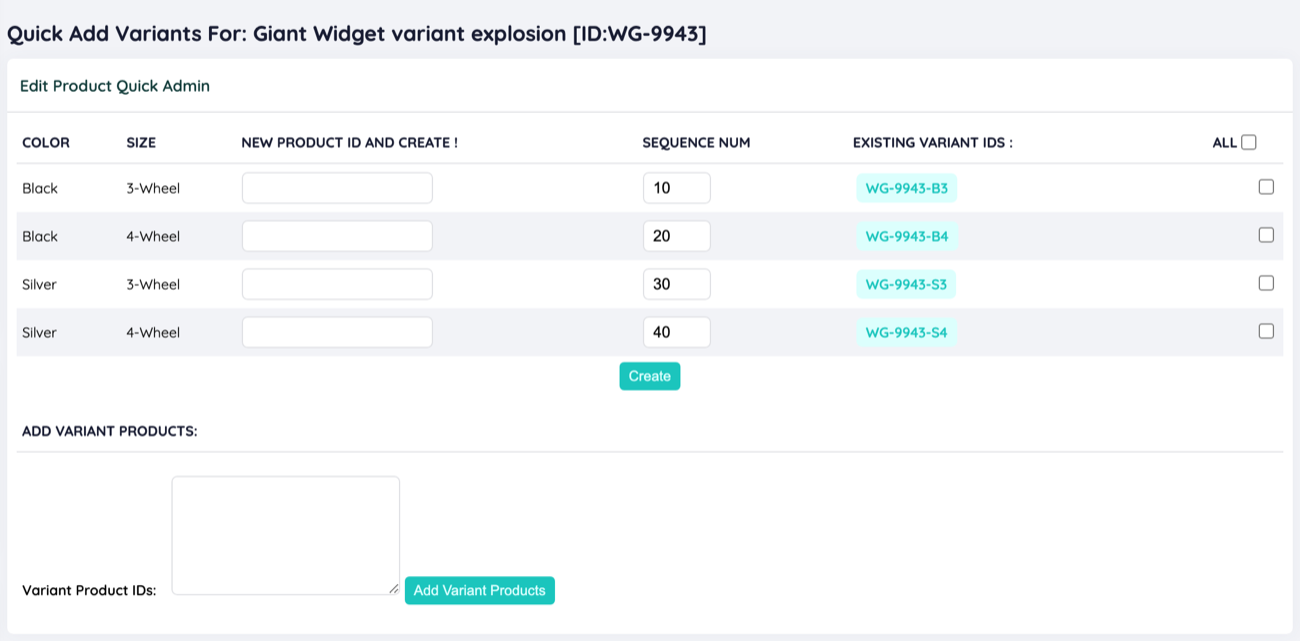 Quick Add Variants For: Giant Widget variant explosion [ID:WG-9943]
Edit Product Quick Admin
COLOR SIZE NEW PRODUCT ID AND CREATE ! SEQUENCE NUM EXISTING VARIANT IDS : ALL
Black 3-Wheel 10 WG-9943-B3
Black 4-Wheel 20 WG-9943-B4
Silver 3-Wheel 30 WG-9943-S3
Silver 4-Wheel 40 WG-9943-S4
Create
ADD VARIANT PRODUCTS:
Variant Product IDs: Add Variant Products